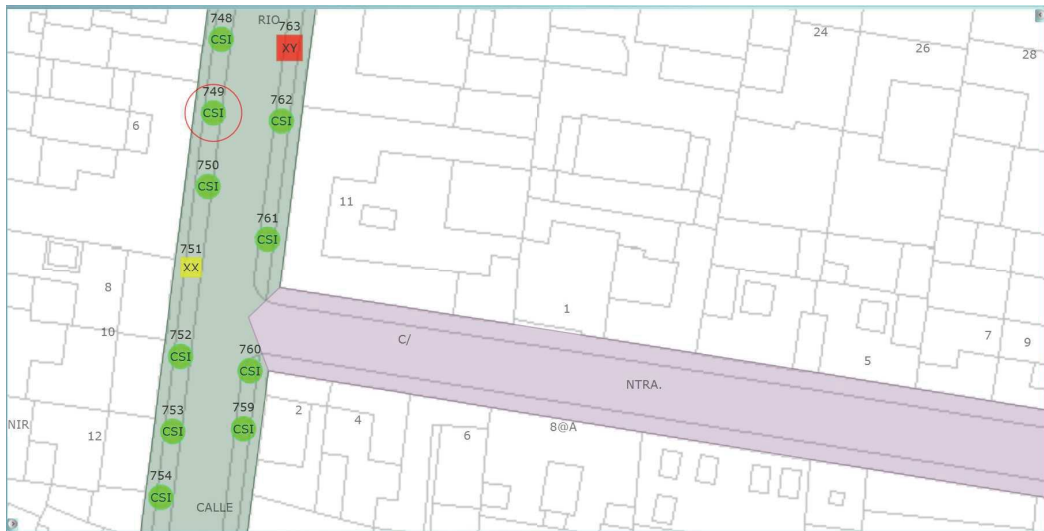 748
CSI
RIO
763
XY
24
26
28
749
CSI
762
CSI
6
750
CSI
11
761
CSI
751
XX
8
10
1
752
CSI
760
CSI
C/
7
9
5
NTRA.
753
CSI
759
CSI
NIR
12
2
4
6
8@A
754
CSI
CALLE